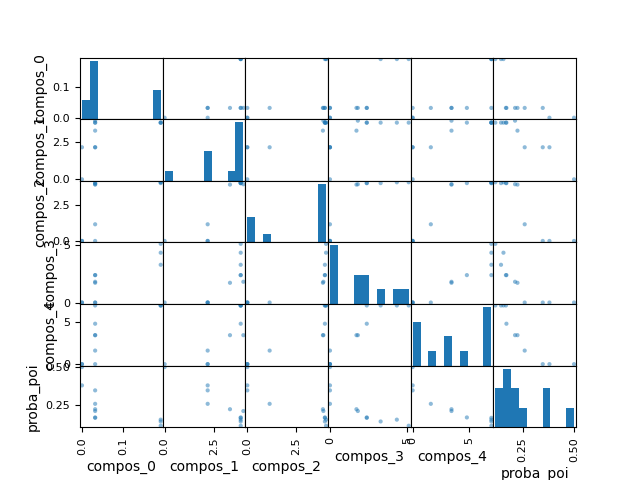 compos_0
0.1
0.0
compos_1
2.5
0.0
compos_2
2.5
0.0
compos_3
5
0
compos_4
5
0
proba_poi
0.50
0.25
0.0 0.1 0.0 2.5 0.0 2.5 0 5 0 5 0.25 0.50
compos_0 compos_1 compos_2 compos_3 compos_4 proba_poi